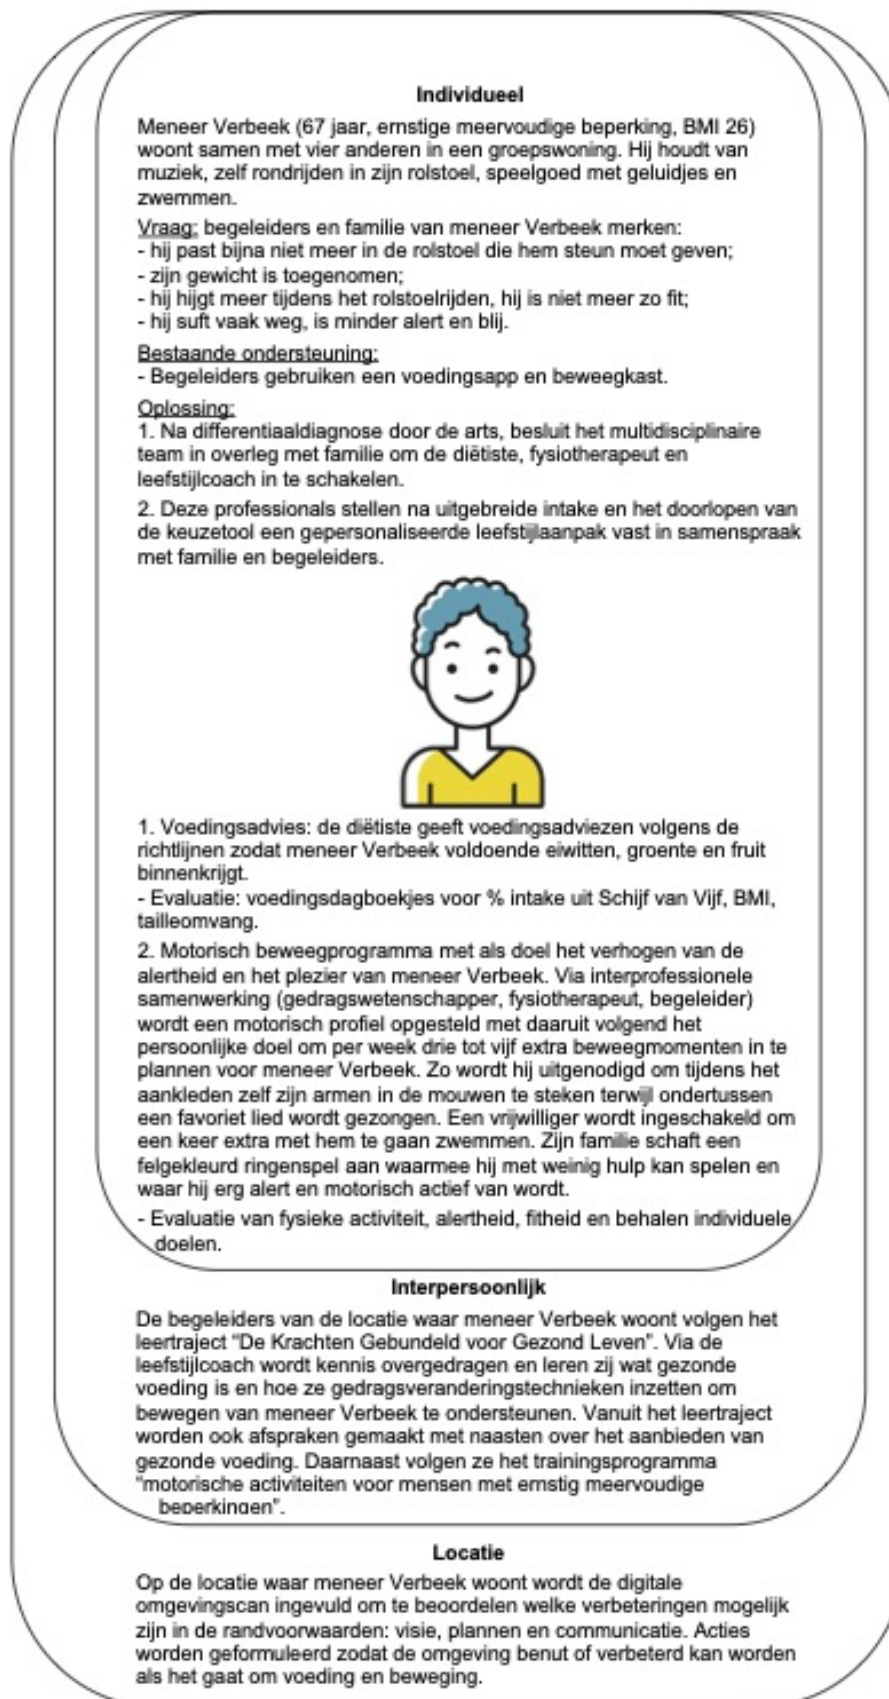 Individueel
Meneer Verbeek (67 jaar, ernstige meervoudige beperking, BMI 26)
woont samen met vier anderen in een groepswoning. Hij houdt van
muziek, zelf rondrijden in zijn rolstoel, speelgoed met geluidjes en
zwemmen.
Vraag: begeleiders en familie van meneer Verbeek merken:
- hij past bijna niet meer in de rolstoel die hem steun moet geven;
- zijn gewicht is toegenomen;
- hij hijgt meer tijdens het rolstoelrijden, hij is niet meer zo fit;
- hij suft vaak weg, is minder alert en blij.
Bestaande ondersteuning:
- Begeleiders gebruiken een voedingsapp en beweegkast.
Oplossing:
1. Na differentiaaldiagnose door de arts, besluit het multidisciplinaire
team in overleg met familie om de diëtiste, fysiotherapeut en
leefstijlcoach in te schakelen.
2. Deze professionals stellen na uitgebreide intake en het doorlopen van
de keuzetool een gepersonaliseerde leefstijlaanpak vast in samenspraak
met familie en begeleiders.
1. Voedingsadvies: de diëtiste geeft voedingsadviezen volgens de
richtlijnen zodat meneer Verbeek voldoende eiwitten, groente en fruit
binnenkrijgt.
- Evaluatie: voedingsdagboekjes voor % intake uit Schijf van Vijf, BMI,
tailleomvang.
2. Motorisch beweegprogramma met als doel het verhogen van de
alertheid en het plezier van meneer Verbeek. Via interprofessionele
samenwerking (gedragswetenschapper, fysiotherapeut, begeleider)
wordt een motorisch profiel opgesteld met daaruit volgend het
persoonlijke doel om per week drie tot vijf extra beweegmomenten in te
plannen voor meneer Verbeek. Zo wordt hij uitgenodigd om tijdens het
aankleden zelf zijn armen in de mouwen te steken terwijl ondertussen
een favoriet lied wordt gezongen. Een vrijwilliger wordt ingeschakeld om
een keer extra met hem te gaan zwemmen. Zijn familie schaft een
felgekleurd ringenspel aan waarmee hij met weinig hulp kan spelen en
waar hij erg alert en motorisch actief van wordt.
- Evaluatie van fysieke activiteit, alertheid, fitheid en behalen individuele
doelen.
Interpersoonlijk
De begeleiders van de locatie waar meneer Verbeek woont volgen het
leertraject "De Krachten Gebundeld voor Gezond Leven". Via de
leefstijlcoach wordt kennis overgedragen en leren zij wat gezonde
voeding is en hoe ze gedragsveranderingstechnieken inzetten om
bewegen van meneer Verbeek te ondersteunen. Vanuit het leertraject
worden ook afspraken gemaakt met naasten over het aanbieden van
gezonde voeding. Daarnaast volgen ze het trainingsprogramma
"motorische activiteiten voor mensen met ernstig meervoudige
beperkingen".
Locatie
Op de locatie waar meneer Verbeek woont wordt de digitale
omgevingscan ingevuld om te beoordelen welke verbeteringen mogelijk
zijn in de randvoorwaarden: visie, plannen en communicatie. Acties
worden geformuleerd zodat de omgeving benut of verbeterd kan worden
als het gaat om voeding en beweging.